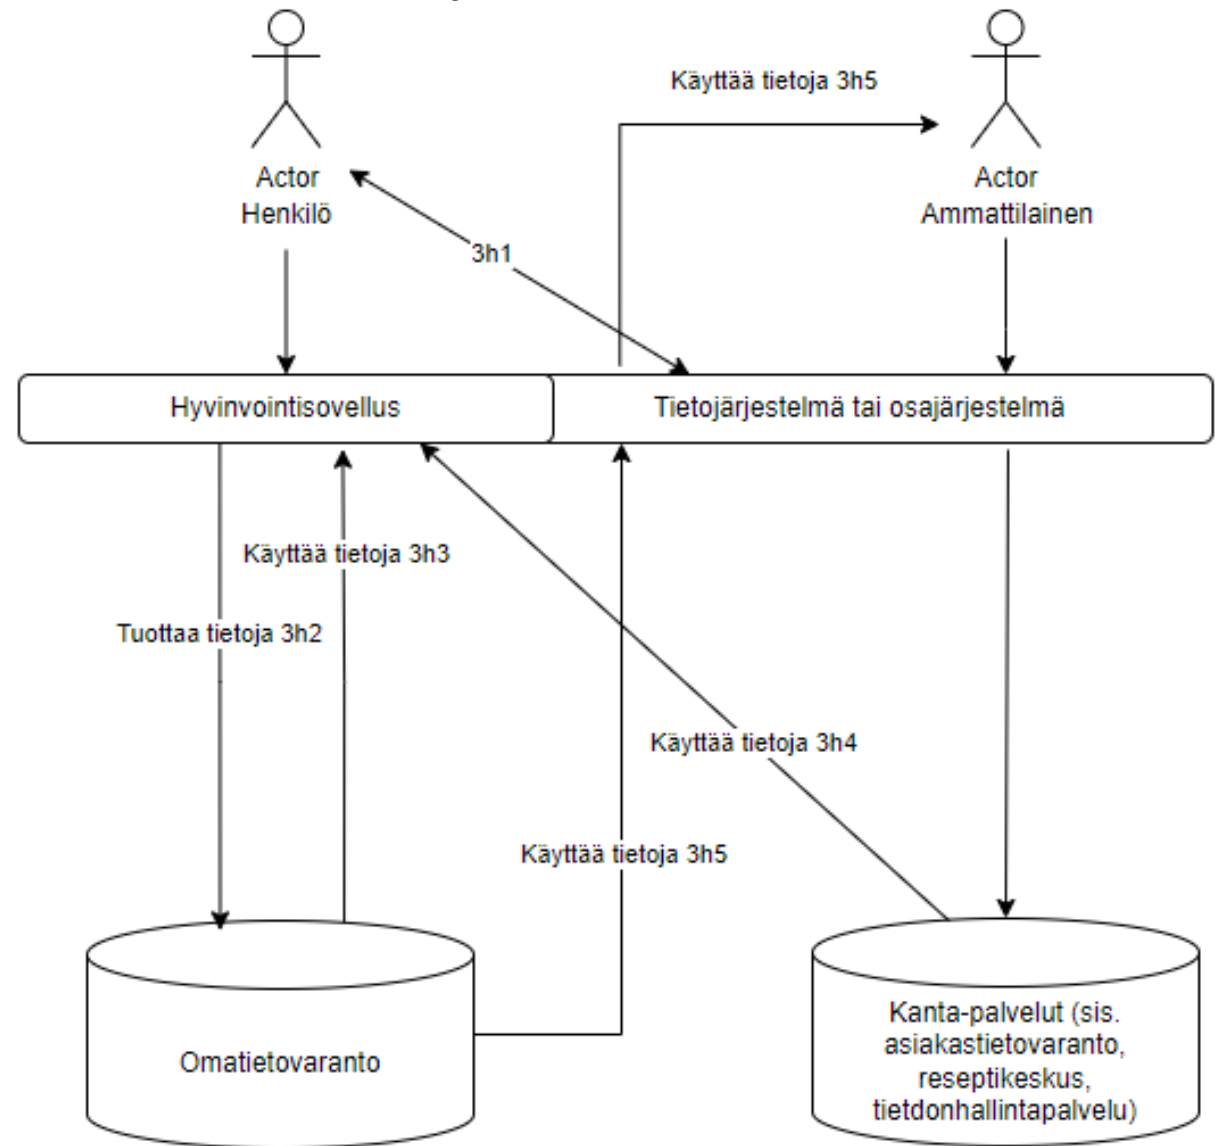 Käyttää tietoja 3h5
Actor
Henkilö
Actor
Ammattilainen
3h1
Hyvinvointisovellus
Tietojärjestelmä tai osajärjestelmä
Käyttää tietoja 3h3
Tuottaa tietoja 3h2
Käyttää tietoja 3h4
Käyttää tietoja 3h5
Omatietovaranto
Kanta-palvelut (sis.
asiakastietovaranto,
reseptikeskus,
tietdonhallintapalvelu)